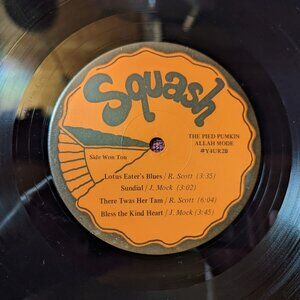 Squash
THE PIED PUMKIN
ALLAH MODE
#Y4UR2B
Side Won Ton
Lotus Eater's Blues / R. Scott (3:35)
Sundial / J. Mock (3:02)
There Twas Her Tam / R. Scott (6:04)
Bless the Kind Heart / J. Mock (3:45)